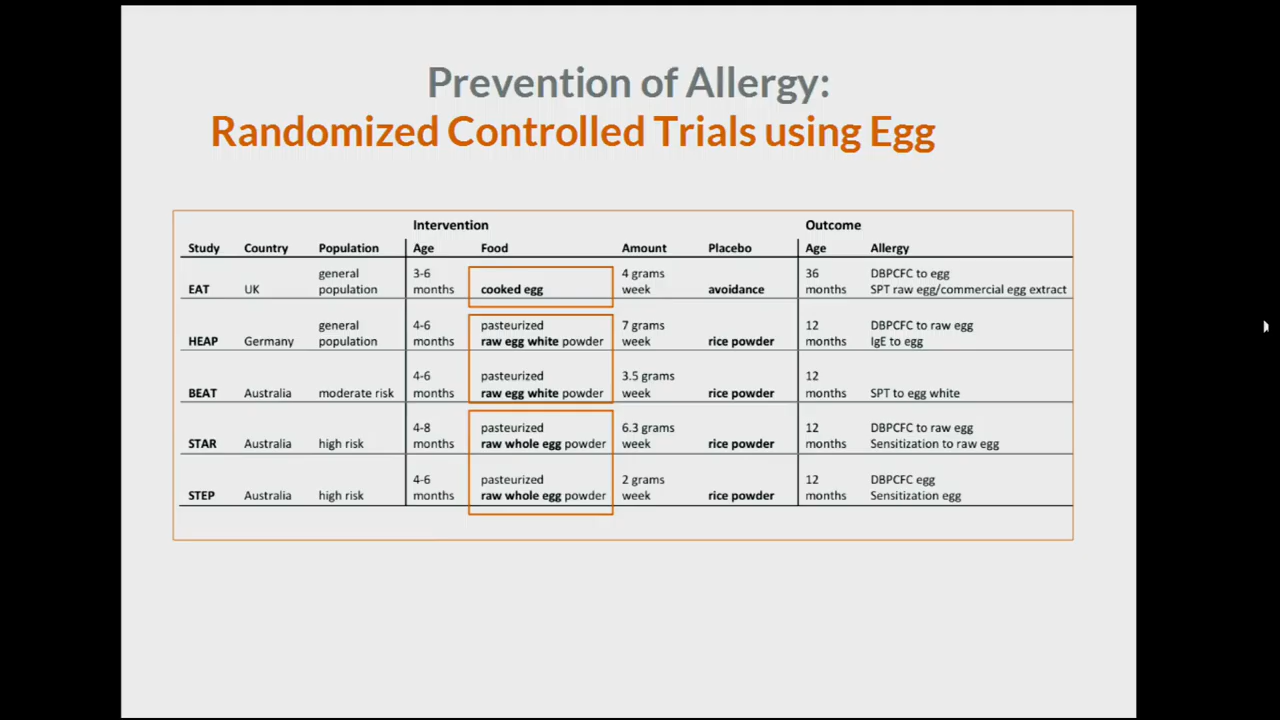 Prevention of Allergy:
Randomized Controlled Trials using Egg
Intervention Outcome
Study Country Population Age Food Amount Placebo Age Allergy
general 3-6 4 grams 36 DBPCFC to egg
EAT UK population months cooked egg week avoidance months SPT raw egg/commercial egg extract
general 4-6 pasteurized 7 grams 12 DBPCFC to raw egg
HEAP Germany population months raw egg white powder week rice powder months IgE to egg
4-6 pasteurized 3.5 grams 12
BEAT Australia moderate risk months raw egg white powder week rice powder months SPT to egg white
4-8 pasteurized 6.3 grams 12 DBPCFC to raw egg
STAR Australia high risk months raw whole egg powder week rice powder months Sensitization to raw egg
4-6 pasteurized 2 grams 12 DBPCFC egg
STEP Australia high risk months raw whole egg powder week rice powder months Sensitization egg